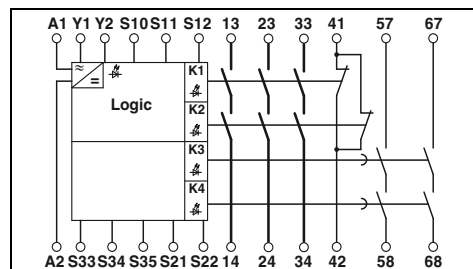 A1 Y1 Y2 S10 S11 S12 13 23 33 41 57 67
≈
=
K1
Logic
K2
K3
K4
A2 S33 S34 S35 S21 S22 14 24 34 42 58 68